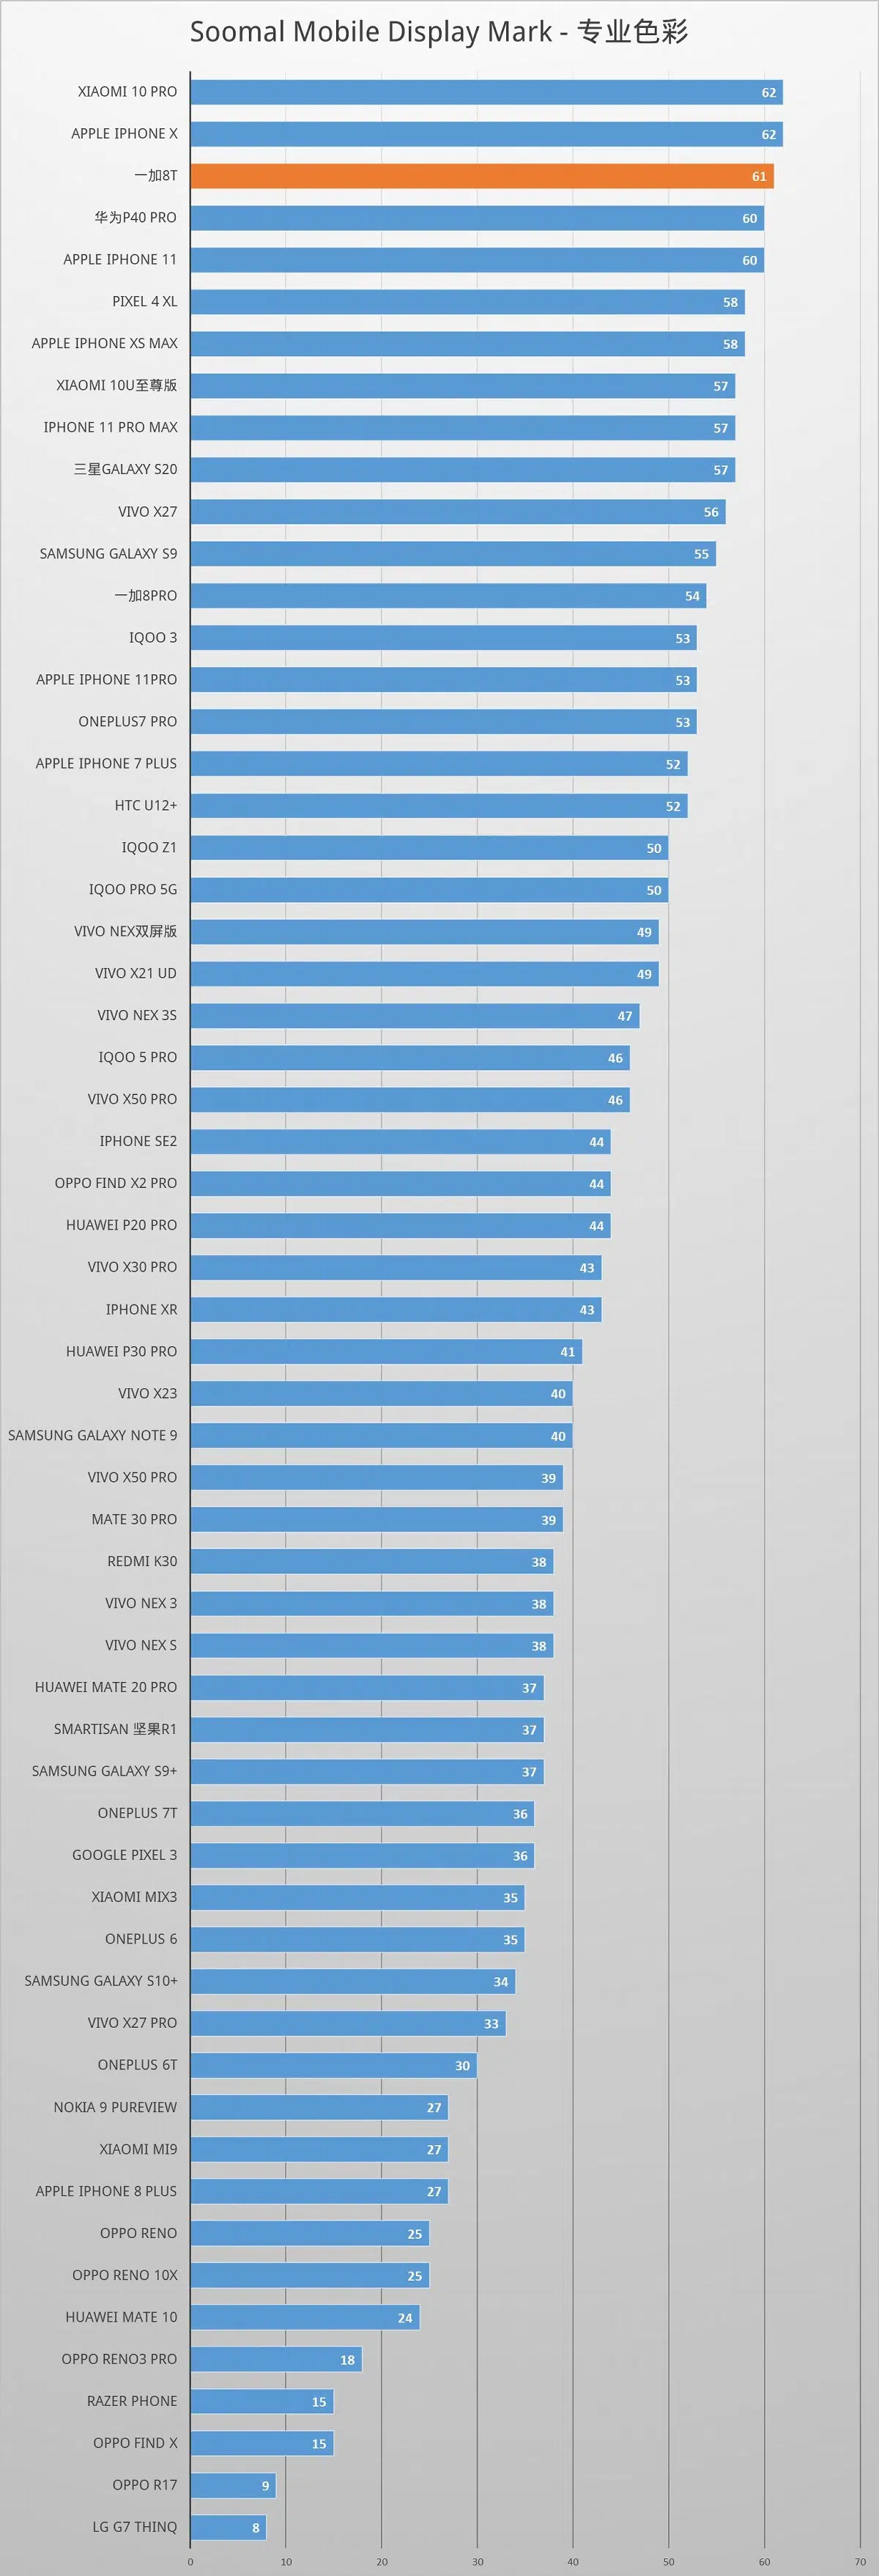 Soomal Mobile Display Mark - 专业色彩
XIAOMI 10 PRO 62
APPLE IPHONE X 62
一加8T 61
华为P40 PRO 60
APPLE IPHONE 11 60
PIXEL 4 XL 58
APPLE IPHONE XS MAX 58
XIAOMI 10U至尊版 57
IPHONE 11 PRO MAX 57
三星GALAXY S20 57
VIVO X27 56
SAMSUNG GALAXY S9 55
一加8PRO 54
IQOO 3 53
APPLE IPHONE 11PRO 53
ONEPLUS7 PRO 53
APPLE IPHONE 7 PLUS 52
HTC U12+ 52
IQOO Z1 50
IQOO PRO 5G 50
VIVO NEX双屏版 49
VIVO X21 UD 49
VIVO NEX 3S 47
IQOO 5 PRO 46
VIVO X50 PRO 46
IPHONE SE2 44
OPPO FIND X2 PRO 44
HUAWEI P20 PRO 44
VIVO X30 PRO 43
IPHONE XR 43
HUAWEI P30 PRO 41
VIVO X23 40
SAMSUNG GALAXY NOTE 9 40
VIVO X50 PRO 39
MATE 30 PRO 39
REDMI K30 38
VIVO NEX 3 38
VIVO NEX S 38
HUAWEI MATE 20 PRO 37
SMARTISAN 坚果R1 37
SAMSUNG GALAXY S9+ 37
ONEPLUS 7T 36
GOOGLE PIXEL 3 36
XIAOMI MIX3 35
ONEPLUS 6 35
SAMSUNG GALAXY S10+ 34
VIVO X27 PRO 33
ONEPLUS 6T 30
NOKIA 9 PUREVIEW 27
XIAOMI MI9 27
APPLE IPHONE 8 PLUS 27
OPPO RENO 25
OPPO RENO 10X 25
HUAWEI MATE 10 24
OPPO RENO3 PRO 18
RAZER PHONE 15
OPPO FIND X 15
OPPO R17 9
LG G7 THINQ 8
0 10 20 30 40 50 60 70